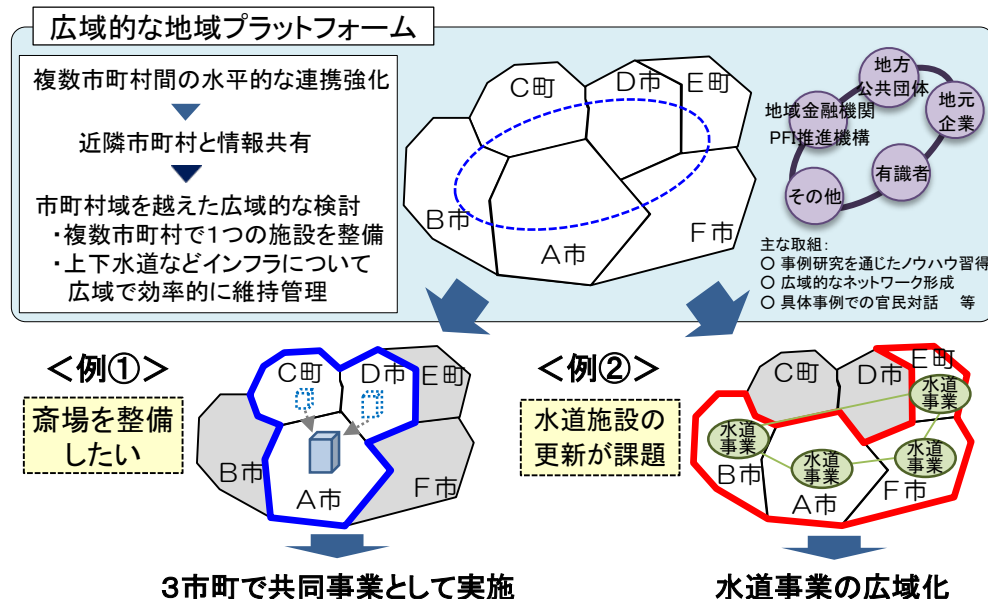 広域的な地域プラットフォーム
複数市町村間の水平的な連携強化
近隣市町村と情報共有
市町村域を越えた広域的な検討
・複数市町村で1つの施設を整備
・上下水道などインフラについて
広域で効率的に維持管理
C町
D市
E町
B市
A市
F市
地方
公共団体
地域金融機関
PFI推進機構
地元
企業
有識者
その他
主な取組:
○ 事例研究を通じたノウハウ習得
○ 広域的なネットワーク形成
○ 具体事例での官民対話 等
<例①>
斎場を整備
したい
C町
D市
E町
B市
A市
F市
3市町で共同事業として実施
<例②>
水道施設の
更新が課題
C町
D市
E町
水道
事業
水道
事業
水道
事業
水道
事業
B市
A市
F市
水道事業の広域化